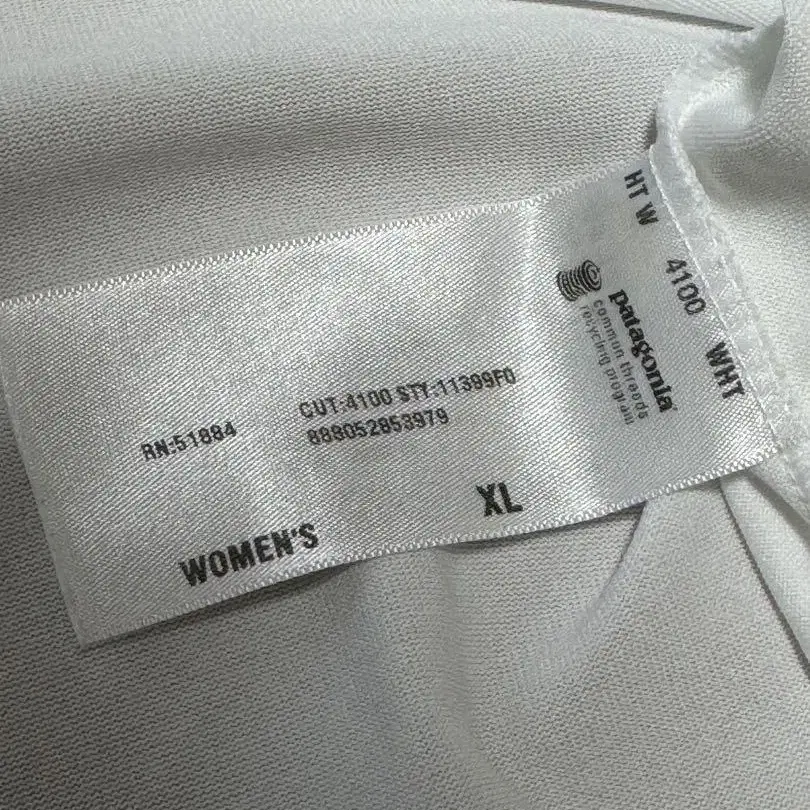 RN:51884
CUT:4100 STY:11399F0
888052853979
WOMEN'S
XL
patagonia
common threads
recycling program
HT W 4100 WHT